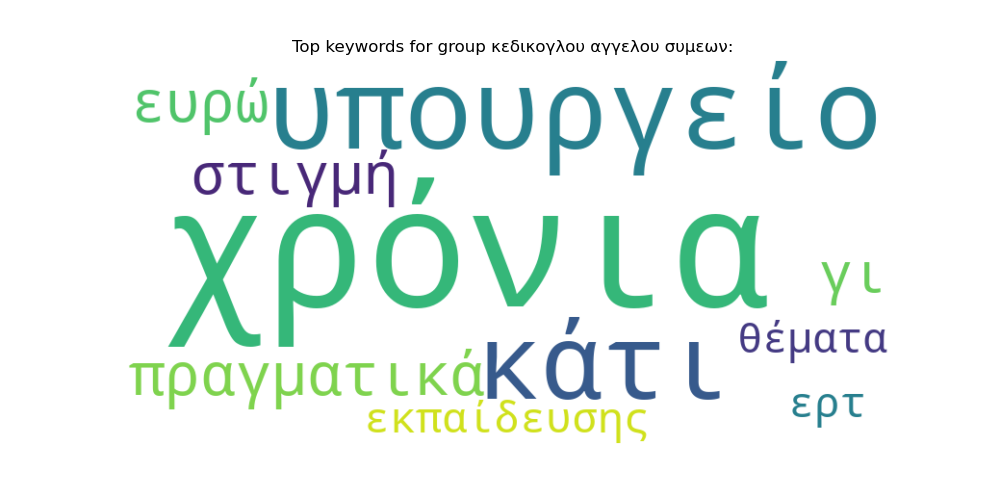 Top keywords for group κεδικογλου αγγελου συμεων:
ευρώ υπουργείο
στιγμή
χρόνια
γι
κάτι θέματα
πραγματικά
ερτ
εκπαίδευσης